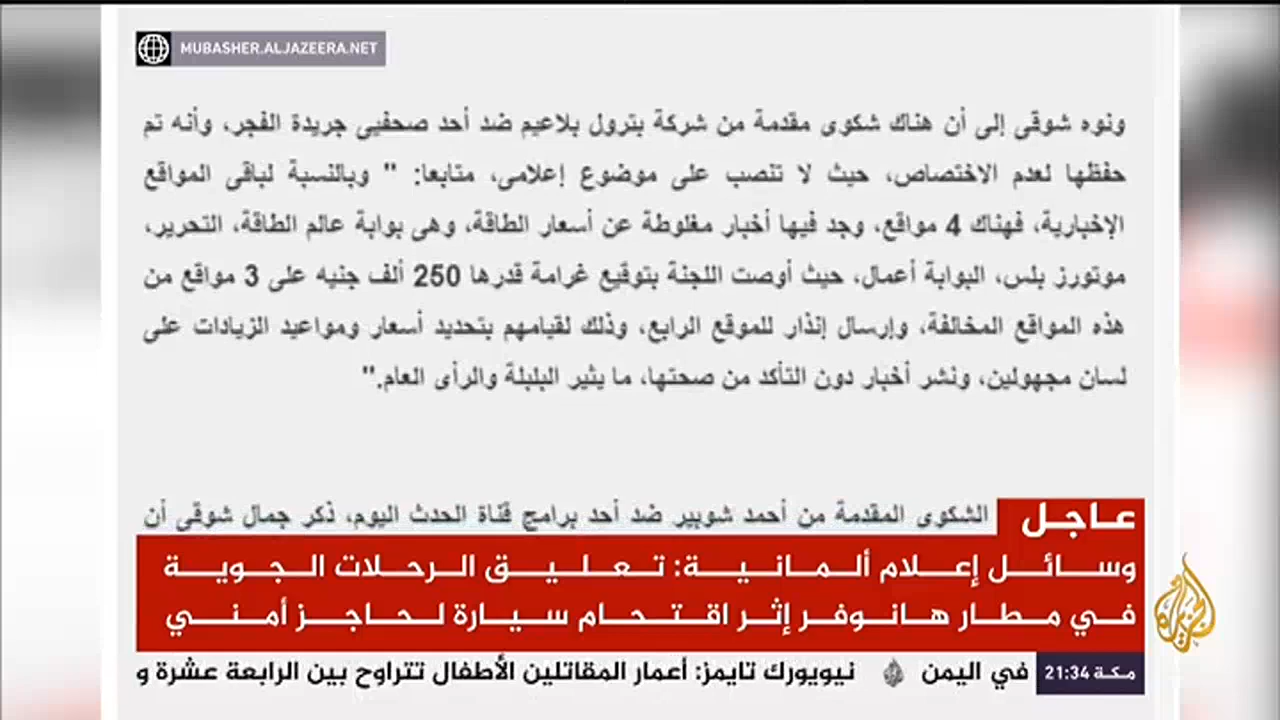 MUBASHER.ALJAZEERA.NET
ونوه شوقى إلى أن هناك شكوى مقدمة من شركة بترول بلاعيم ضد أحد صحفيى جريدة الفجر، وأنه تم
حفظها لعدم الاختصاص، حيث لا تنصب على موضوع إعلامى، متابعا: " وبالنسبة لباقى المواقع
الإخبارية، فهناك 4 مواقع، وجد فيها أخبار مغلوطة عن أسعار الطاقة، وهى بوابة عالم الطاقة، التحرير،
موتورز بلس، البوابة أعمال، حيث أوصت اللجنة بتوقيع غرامة قدرها 250 ألف جنيه على 3 مواقع من
هذه المواقع المخالفة، وإرسال إنذار للموقع الرابع، وذلك لقيامهم بتحديد أسعار ومواعيد الزيادات على
لسان مجهولين، ونشر أخبار دون التأكد من صحتها، ما يثير البلبلة والرأى العام."
الشكوى المقدمة من أحمد شوبير ضد أحد برامج قناة الحدث اليوم، ذكر جمال شوقى أن
عاجل
وسائل إعلام ألمانية: تعليق الرحلات الجوية
في مطار هانوفر إثر اقتحام سيارة لحاجز أمني
مكة 21:34
في اليمن نيويورك تايمز: أعمار المقاتلين الأطفال تتراوح بين الرابعة عشرة و
الجزيرة